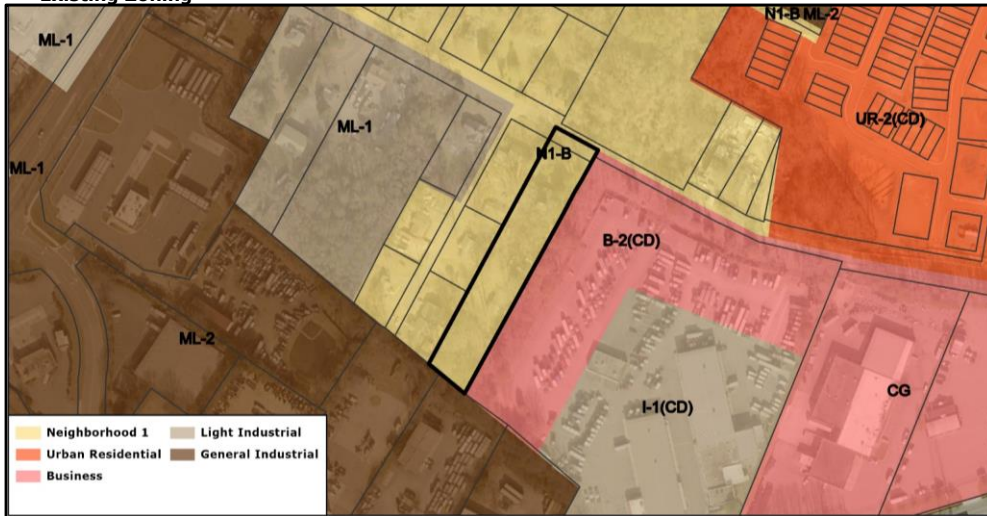 Existing Zoning
N1-B ML-2
ML-1
UR-2(CD)
ML-1
N1-B
ML-1
B-2(CD)
ML-2
CG
I-1(CD)
Neighborhood 1
Light Industrial
Urban Residential
General Industrial
Business